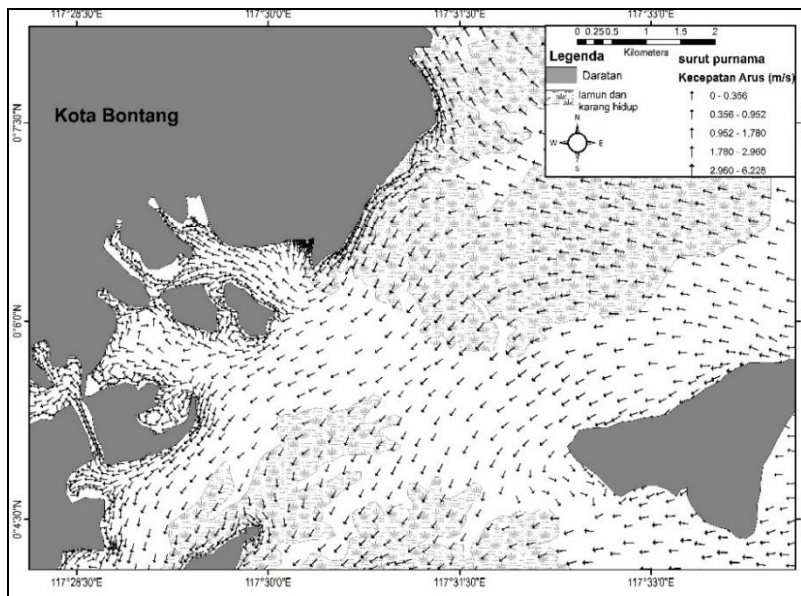 117°28'30"E 117°30'0"E 117°31'30"E 117°33'0"E
0 0.25 0.5 1 1.5 2
Kilometers
Legenda
Daratan
lamun dan
karang hidup
N
W E
S
surut purnama
Kecepatan Arus (m/s)
0 - 0.356
0.356 - 0.952
0.952 - 1.780
1.780 - 2.960
2.960 - 6.228
Kota Bontang
0°7'30"N
0°6'0"N
0°4'30"N
117°28'30"E 117°30'0"E 117°31'30"E 117°33'0"E